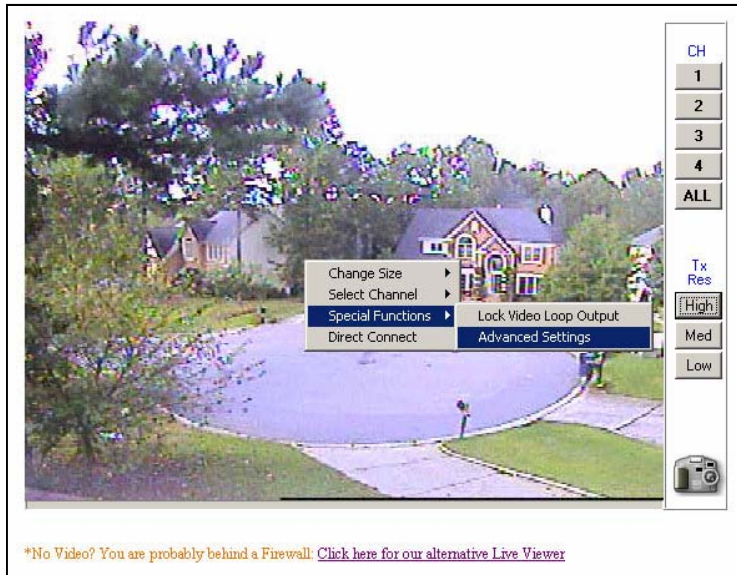 CH
1
2
3
4
ALL
Tx
Res
High
Med
Low
Change Size
Select Channel
Special Functions
Direct Connect
Lock Video Loop Output
Advanced Settings
*No Video? You are probably behind a Firewall: Click here for our alternative Live Viewer